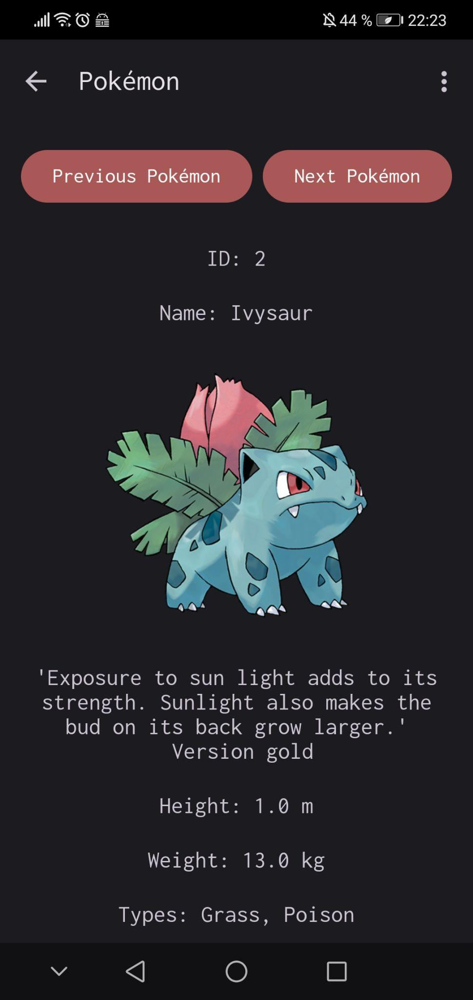 44 % 22:23
Pokémon
Previous Pokémon Next Pokémon
ID: 2
Name: Ivysaur
'Exposure to sun light adds to its
strength. Sunlight also makes the
bud on its back grow larger.'
Version gold
Height: 1.0 m
Weight: 13.0 kg
Types: Grass, Poison